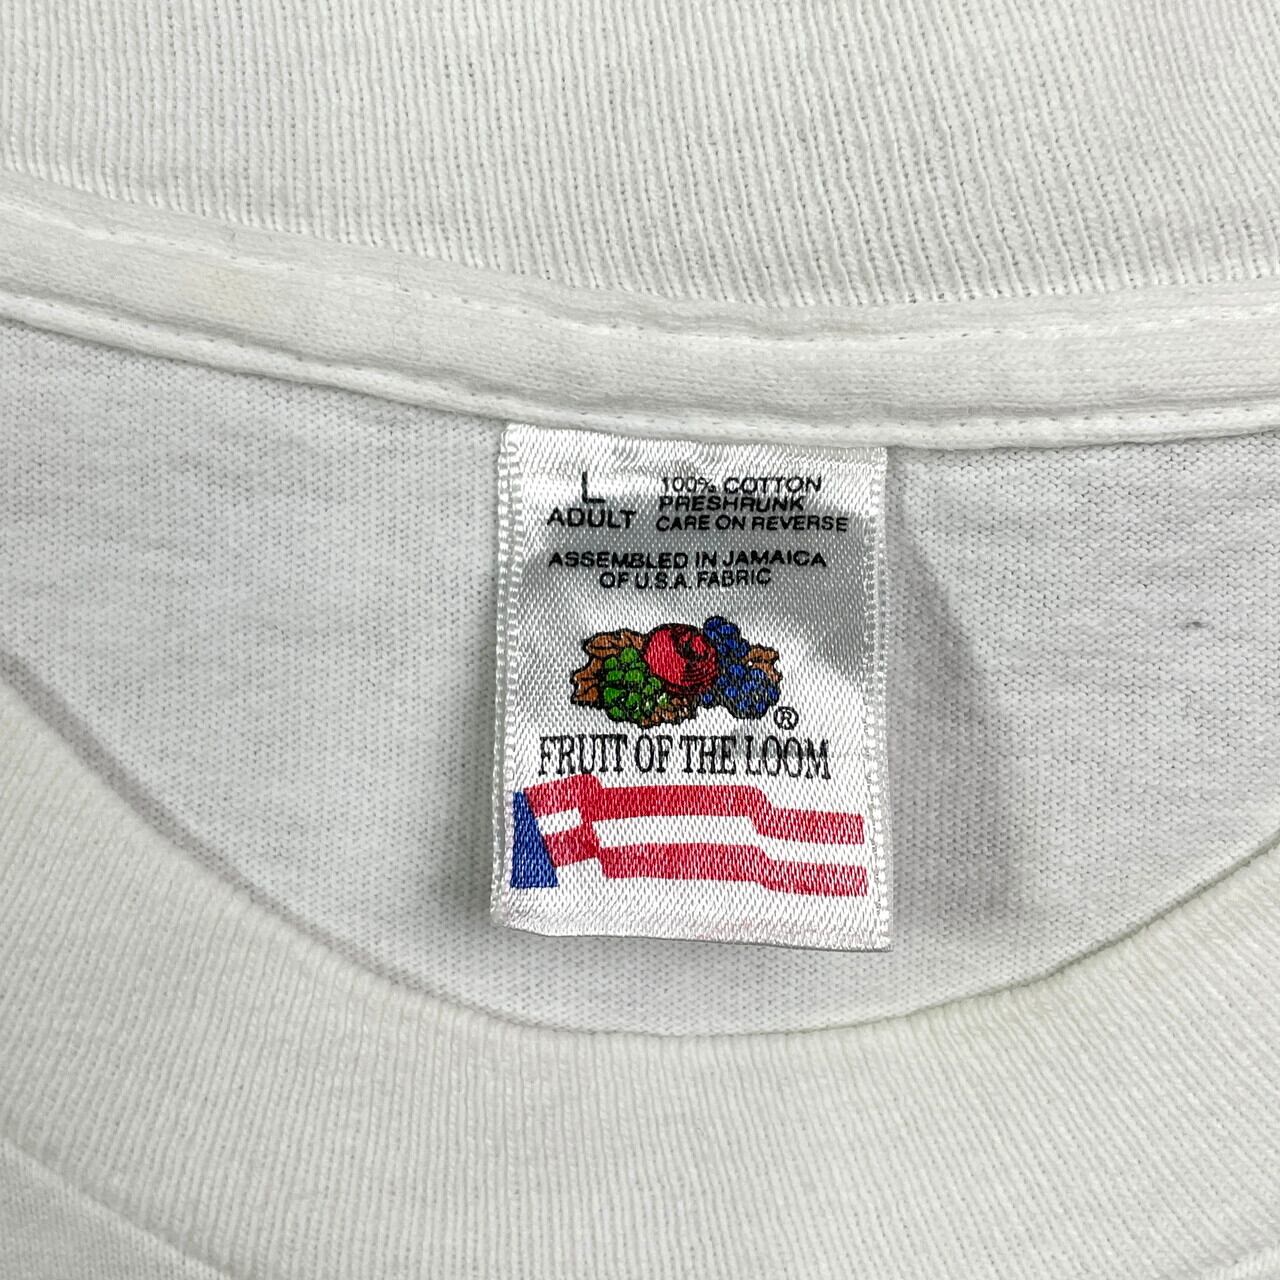 L
ADULT
100% COTTON
PRESHRUNK
CARE ON REVERSE
ASSEMBLED IN JAMAICA
OF U.S.A. FABRIC
®
FRUIT OF THE LOOM